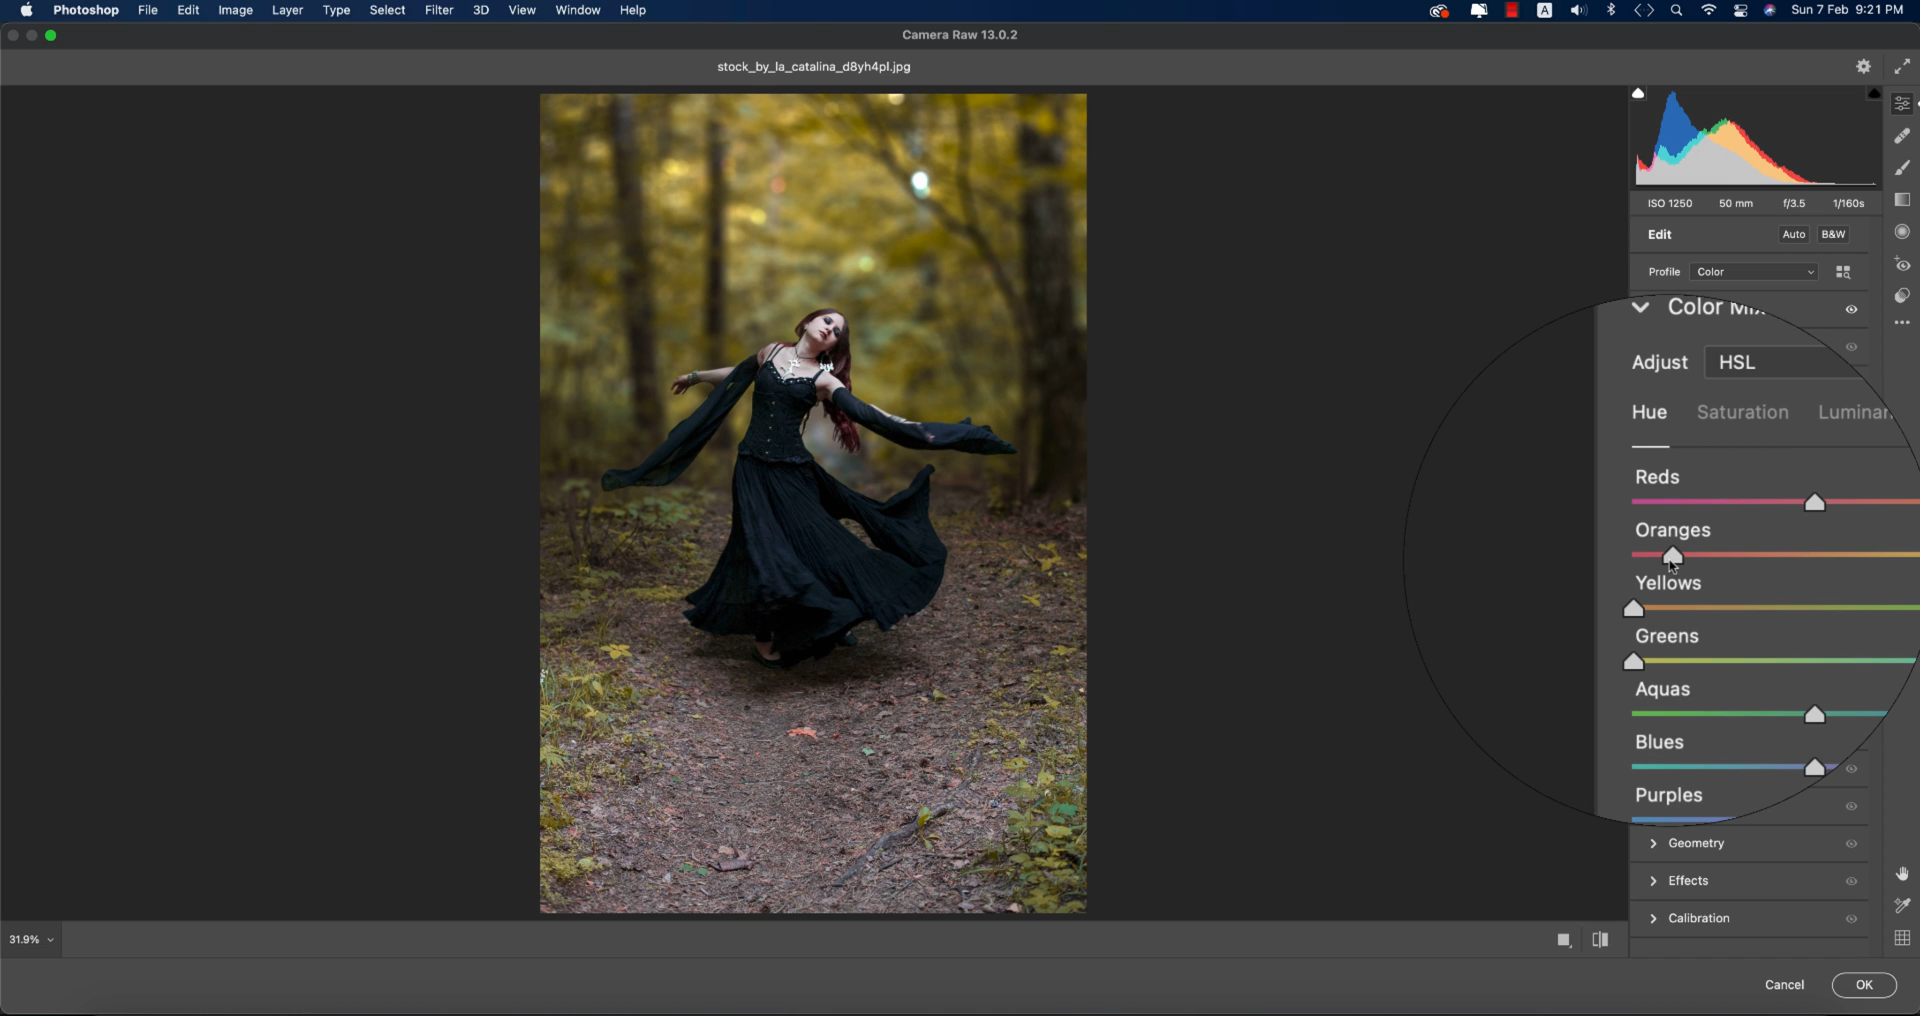 Photoshop File Edit Image Layer Type Select Filter 3D View Window Help A Sun 7 Feb 9:21 PM
Camera Raw 13.0.2
stock_by_la_catalina_d8yh4pl.jpg
ISO 1250 50 mm f/3.5 1/160s
Edit Auto B&W
Profile Color
Color Mix
Adjust HSL
Hue Saturation Luminan
Reds
Oranges
Yellows
Greens
Aquas
Blues
Purples
Geometry
Effects
Calibration
31.9%
Cancel OK